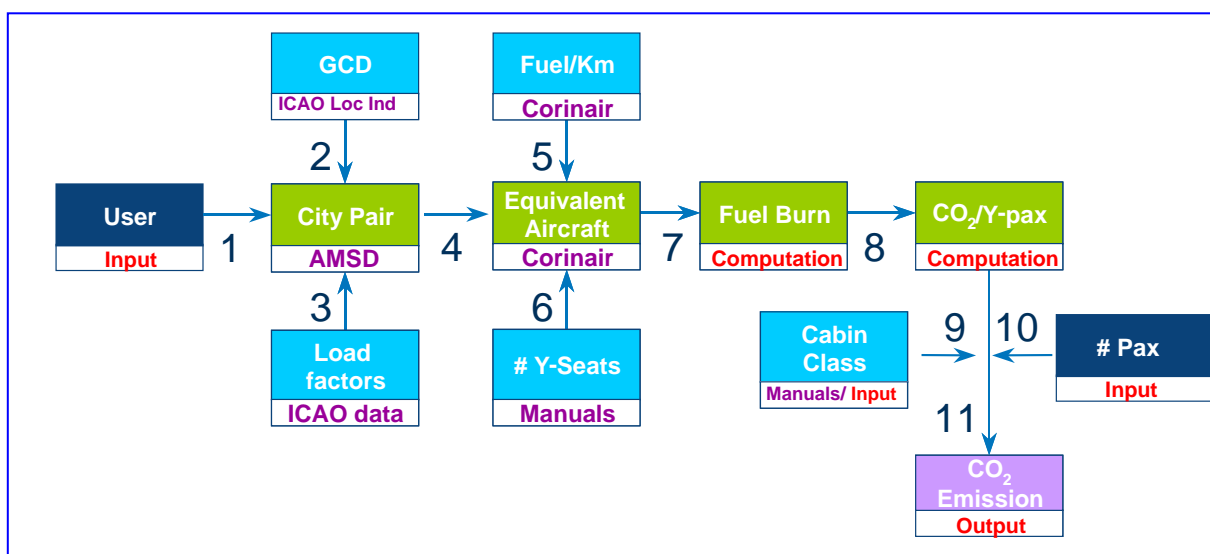 GCD
ICAO Loc Ind
Fuel/Km
Corinair
2
5
User
Input
1
City Pair
AMSD
4
Equivalent
Aircraft
Corinair
7
Fuel Burn
Computation
8
CO₂/Y-pax
Computation
3
6
Load
factors
ICAO data
# Y-Seats
Manuals
Cabin
Class
Manuals/ Input
9
10
# Pax
Input
11
CO₂
Emission
Output